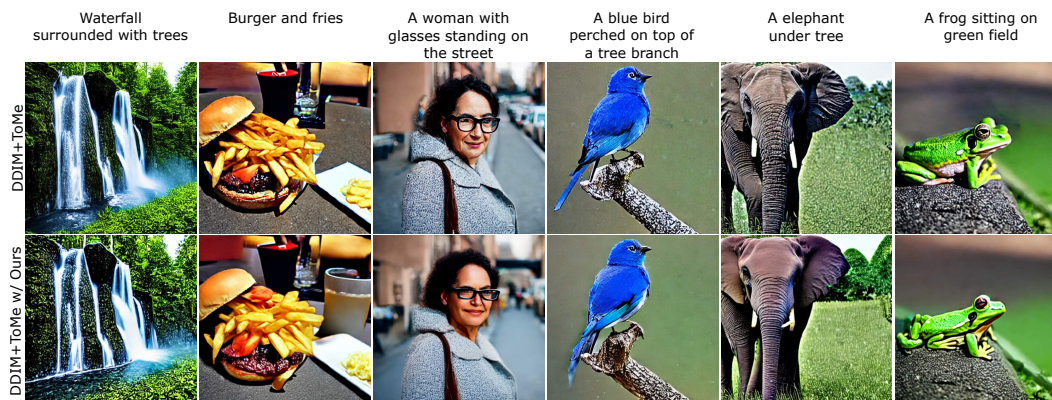 Waterfall
surrounded with trees
Burger and fries
A woman with
glasses standing on
the street
A blue bird
perched on top of
a tree branch
A elephant
under tree
A frog sitting on
green field
DDIM+ToMe
DDIM+ToMe w/ Ours